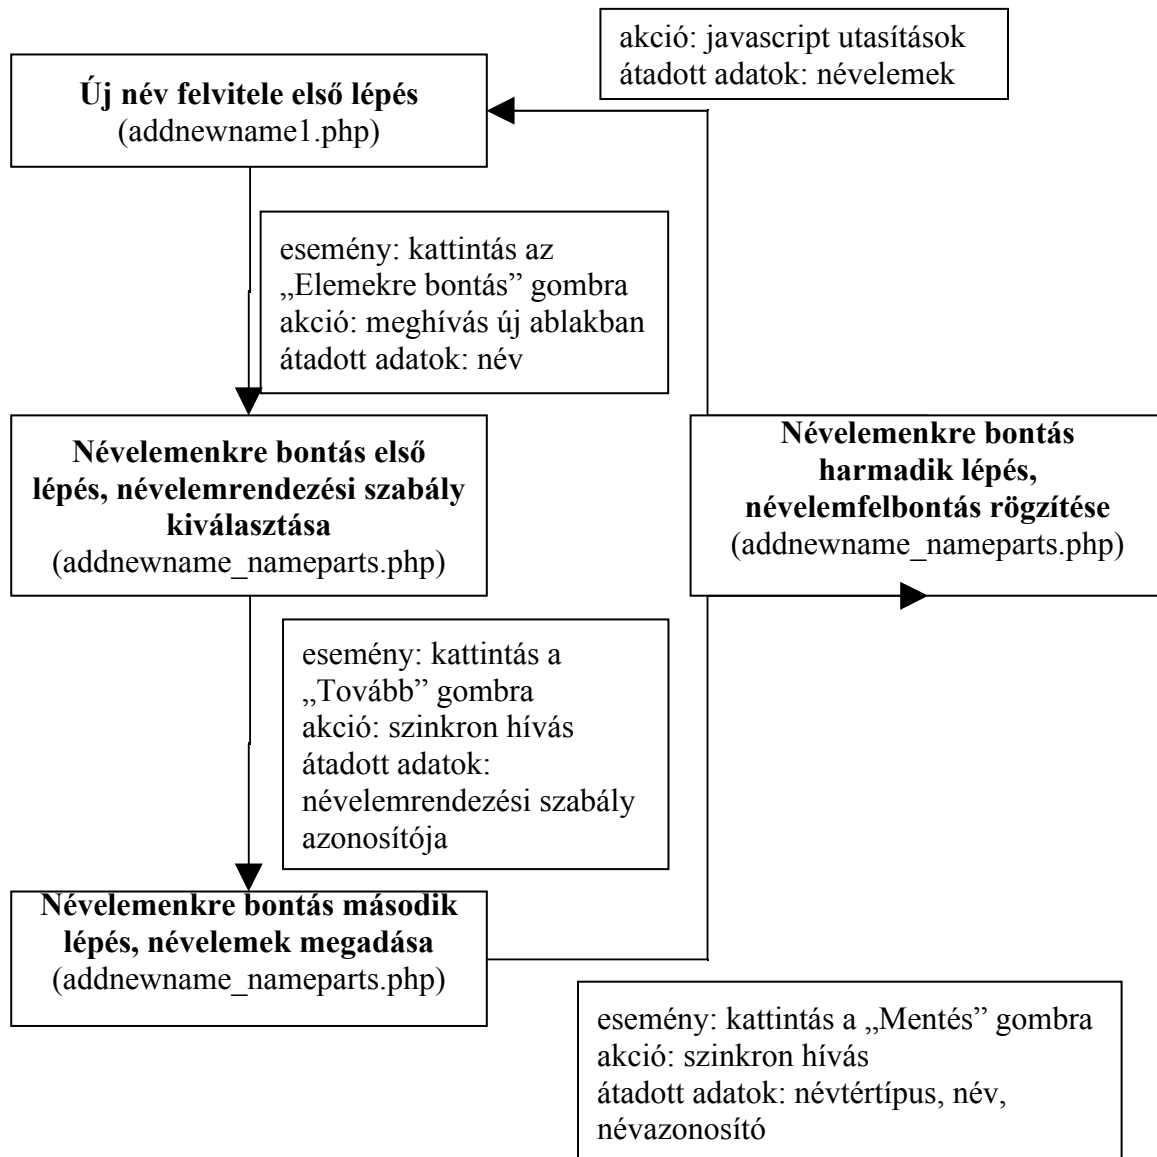 akció: javascript utasítások
átadott adatok: névelemek
Új név felvitele első lépés
(addnewname1.php)
esemény: kattintás az
„Elemekre bontás” gombra
akció: meghívás új ablakban
átadott adatok: név
Névelemenkre bontás első
lépés, névelemrendezési szabály
kiválasztása
(addnewname_nameparts.php)
Névelemenkre bontás
harmadik lépés,
névelemfelbontás rögzítése
(addnewname_nameparts.php)
esemény: kattintás a
„Tovább” gombra
akció: szinkron hívás
átadott adatok:
névelemrendezési szabály
azonosítója
Névelemenkre bontás második
lépés, névelemek megadása
(addnewname_nameparts.php)
esemény: kattintás a „Mentés” gombra
akció: szinkron hívás
átadott adatok: névtértípus, név,
névazonosító